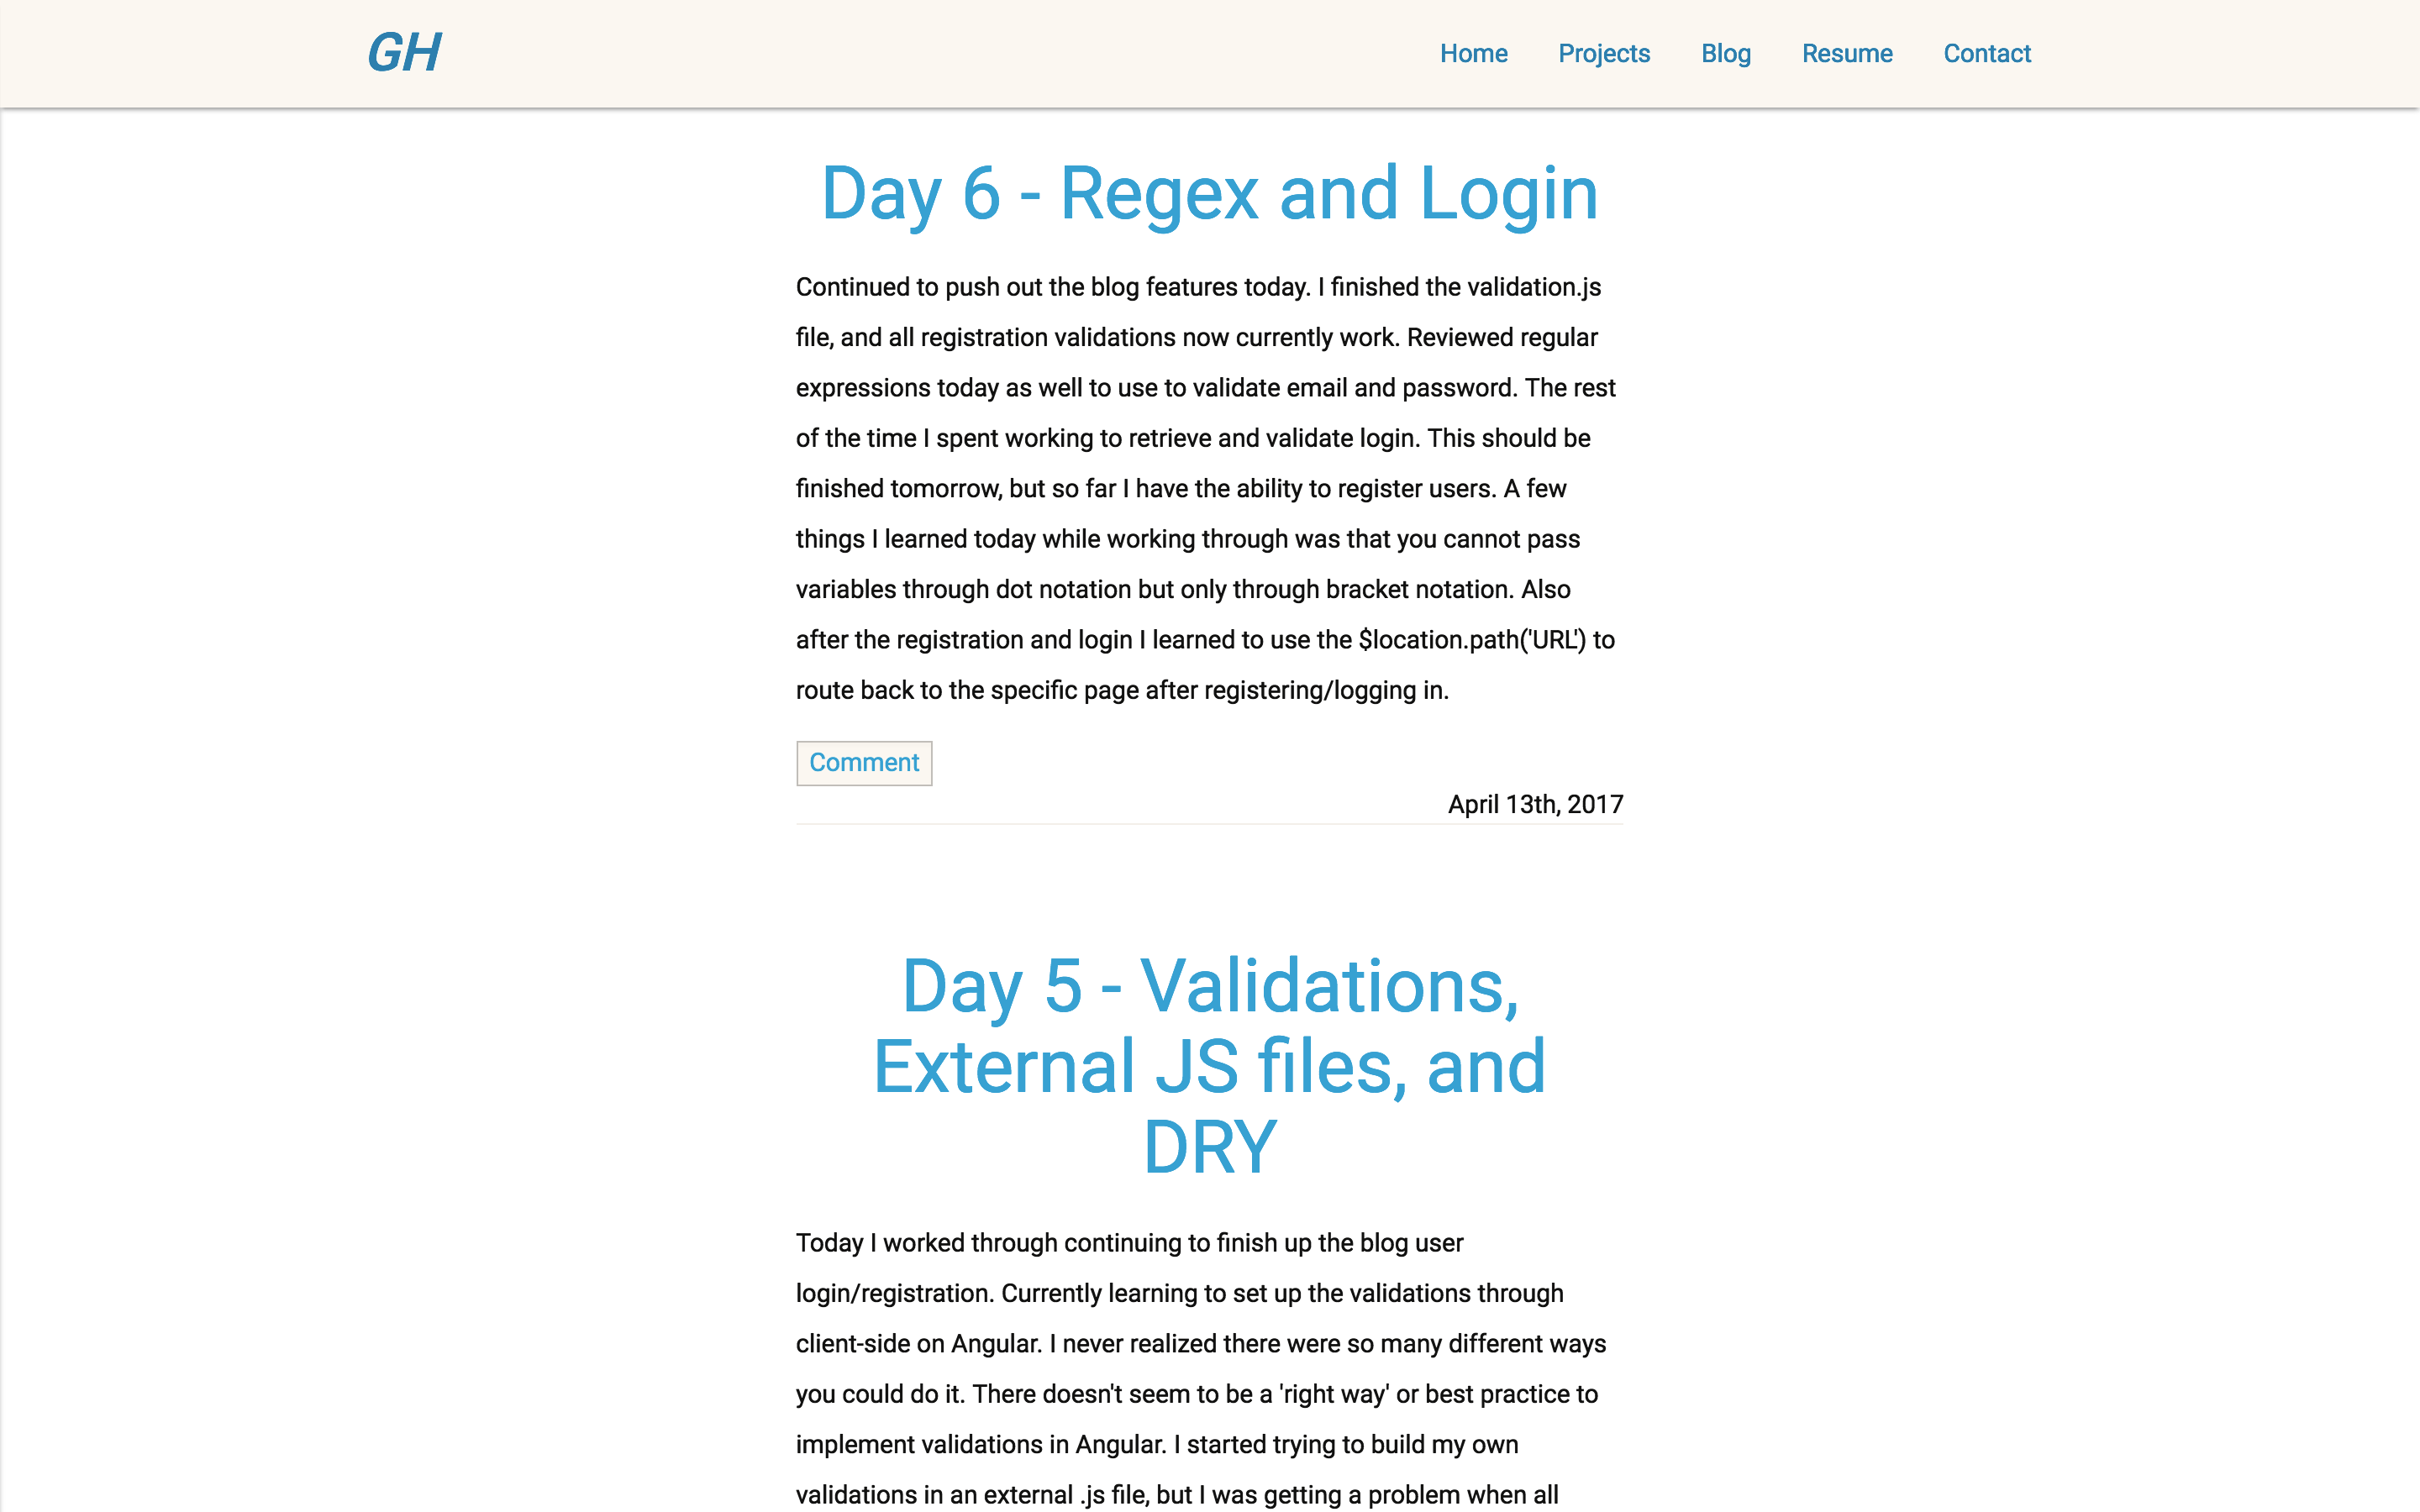 GH
Home Projects Blog Resume Contact
Day 6 - Regex and Login
Continued to push out the blog features today. I finished the validation.js
file, and all registration validations now currently work. Reviewed regular
expressions today as well to use to validate email and password. The rest
of the time I spent working to retrieve and validate login. This should be
finished tomorrow, but so far I have the ability to register users. A few
things I learned today while working through was that you cannot pass
variables through dot notation but only through bracket notation. Also
after the registration and login I learned to use the $location.path('URL') to
route back to the specific page after registering/logging in.
Comment
April 13th, 2017
Day 5 - Validations,
External JS files, and
DRY
Today I worked through continuing to finish up the blog user
login/registration. Currently learning to set up the validations through
client-side on Angular. I never realized there were so many different ways
you could do it. There doesn't seem to be a 'right way' or best practice to
implement validations in Angular. I started trying to build my own
validations in an external .js file, but I was getting a problem when all